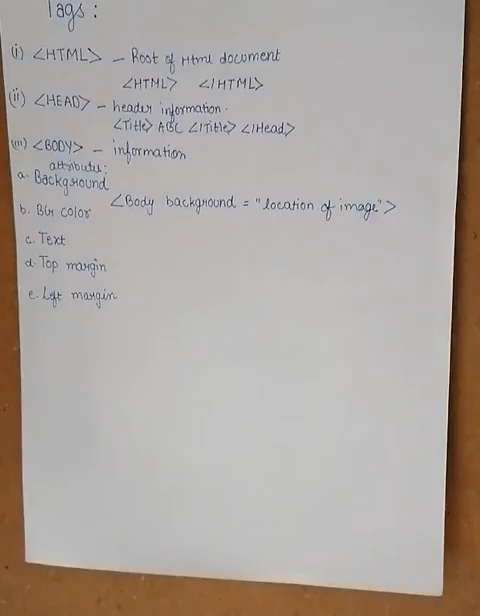 Tags:
(i) <HTML> – Root of Html document
<HTML> </HTML>
(ii) <HEAD> – header information.
<Title> ABC </Title> </Head>
(iii) <BODY> – information
attributes:
a. Background
<Body background = "location of image">
b. BG color
c. Text
d. Top margin
e. Left margin